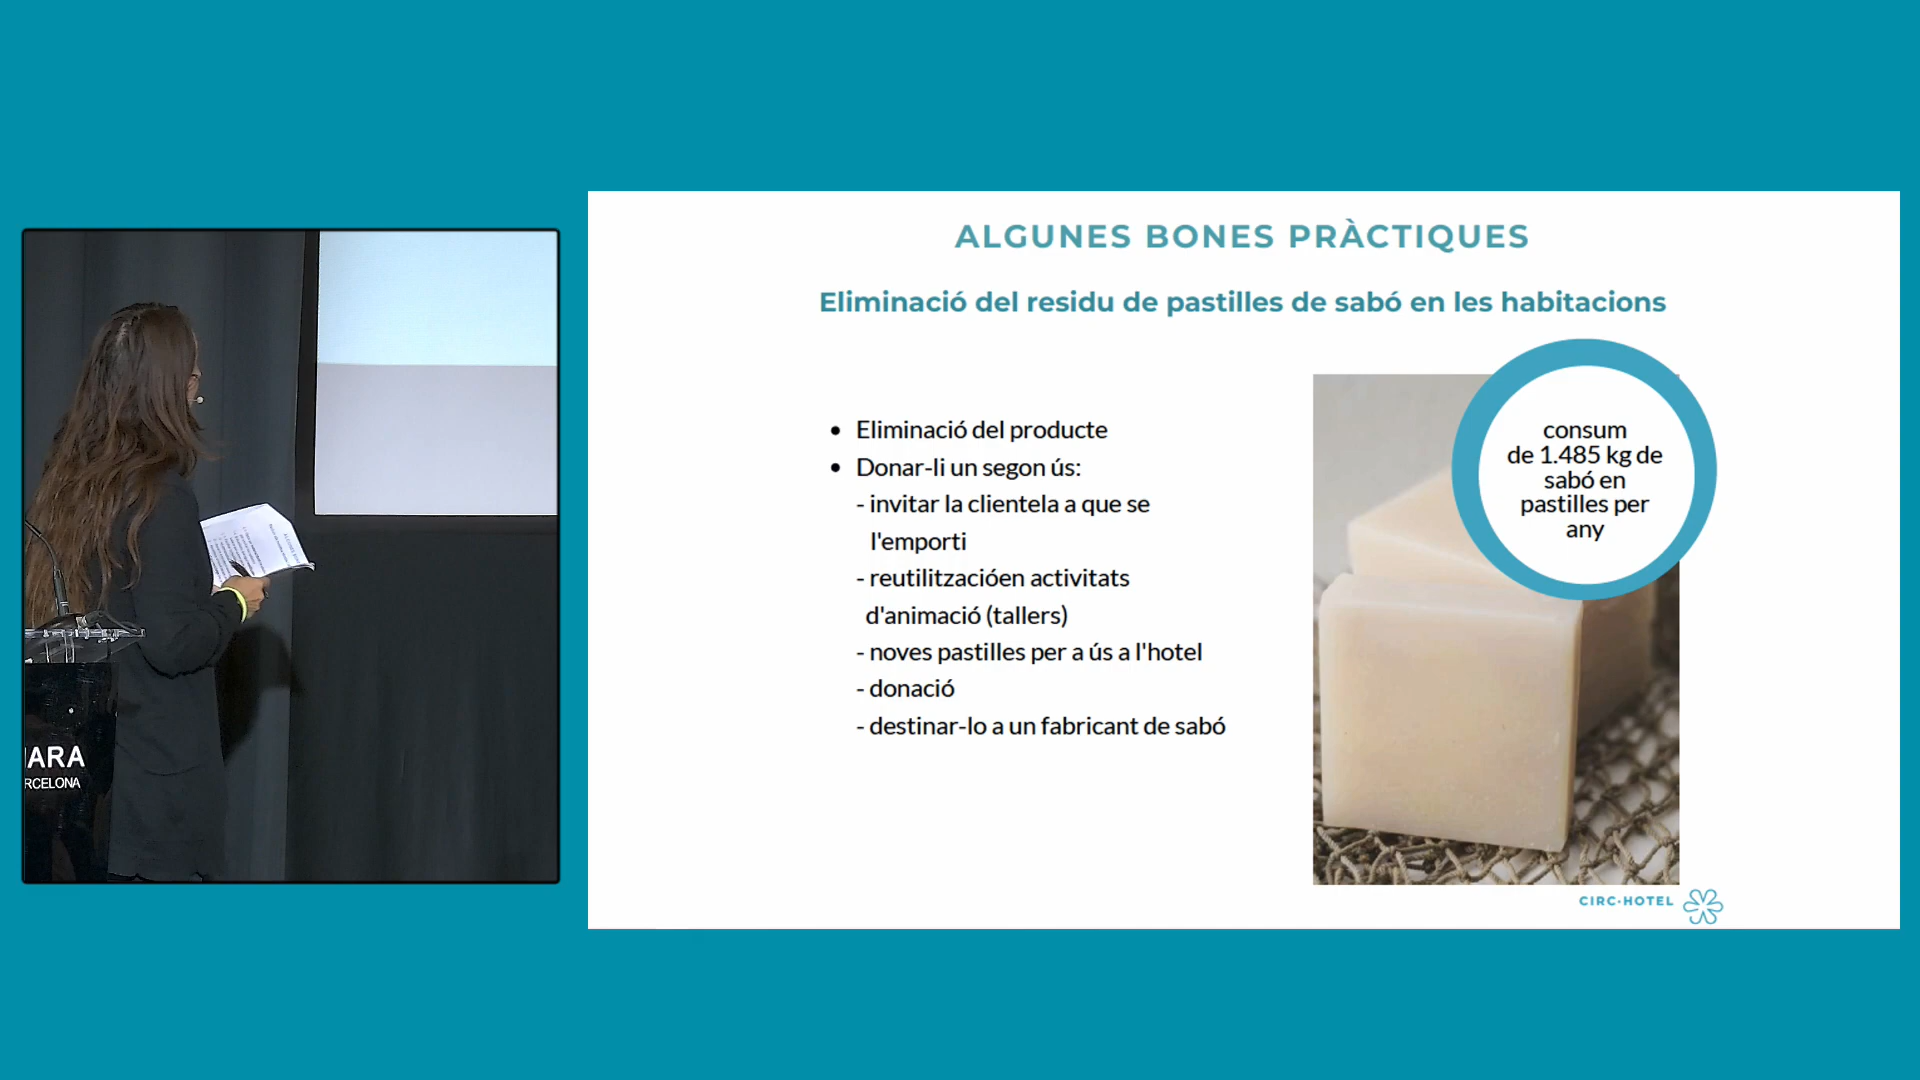 ALGUNES BONES PRÀCTIQUES
Eliminació del residu de pastilles de sabó en les habitacions
• Eliminació del producte
• Donar-li un segon ús:
- invitar la clientela a que se
l'emporti
- reutilitzacióen activitats
d'animació (tallers)
- noves pastilles per a ús a l'hotel
- donació
- destinar-lo a un fabricant de sabó
consum
de 1.485 kg de
sabó en
pastilles per
any
CIRC·HOTEL
ARA
RCELONA